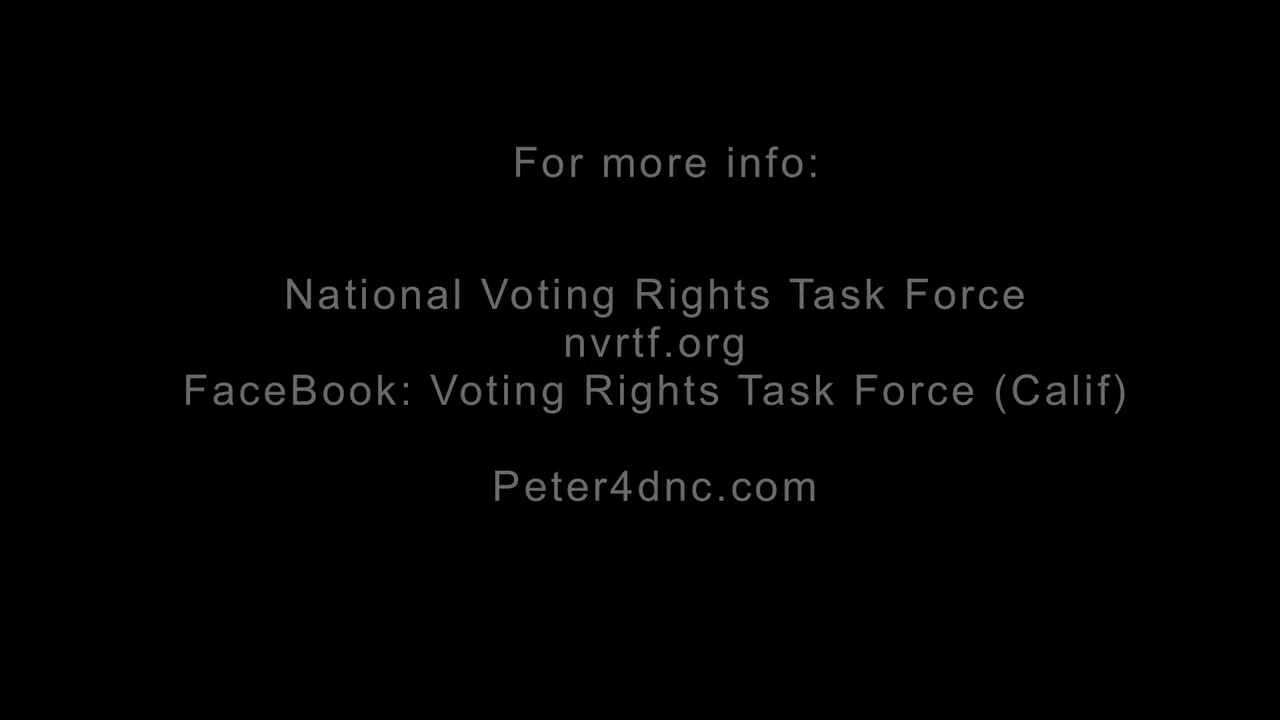 For more info:
National Voting Rights Task Force
nvrtf.org
FaceBook: Voting Rights Task Force (Calif)
Peter4dnc.com